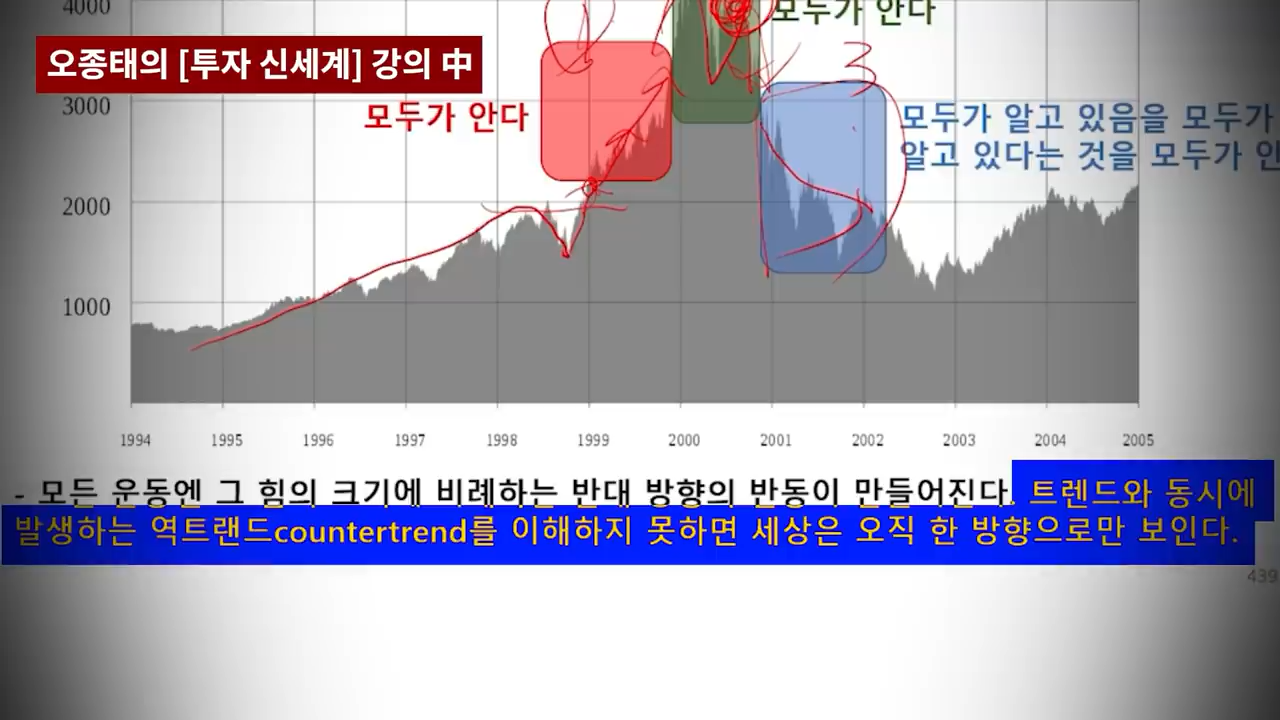 4000
모두가 안다
오종태의 [투자 신세계] 강의 中
3
3000
모두가 안다
모두가 알고 있음을 모두가
알고 있다는 것을 모두가
2000
1000
1994 1995 1996 1997 1998 1999 2000 2001 2002 2003 2004 2005
- 모든 운동엔 그 힘의 크기에 비례하는 반대 방향의 반동이 만들어진다. 트렌드와 동시에
발생하는 역트랜드countertrend를 이해하지 못하면 세상은 오직 한 방향으로만 보인다.
439